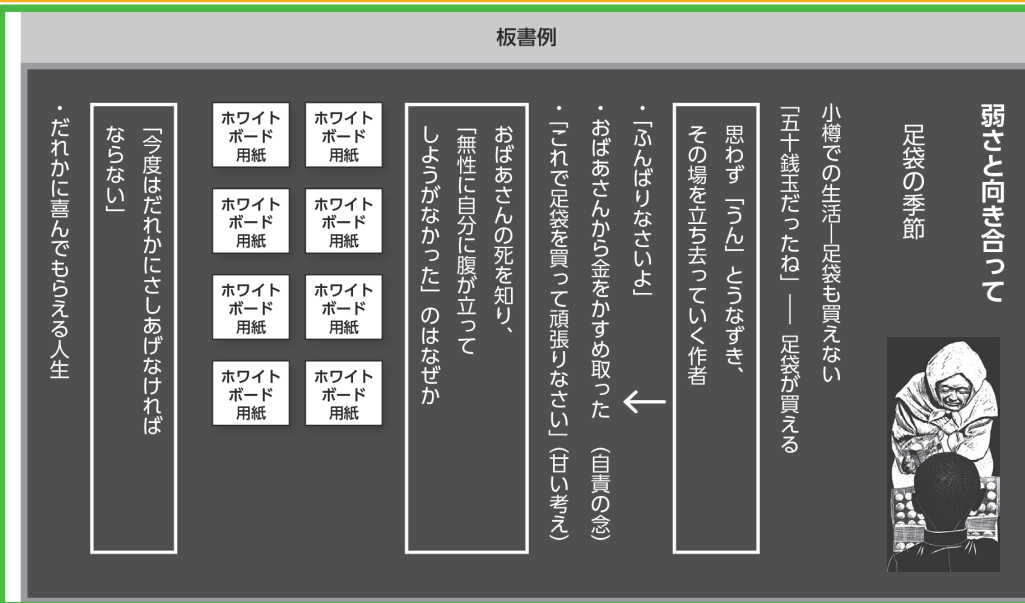 板書例
弱さと向き合って
足袋の季節
小樽での生活―足袋も買えない
「五十銭玉だったね」―― 足袋が買える
思わず「うん」とうなずき、
その場を立ち去っていく作者
・「ふんばりなさいよ」
・おばあさんから金をかすめ取った （自責の念）
・「これで足袋を買って頑張りなさい」（甘い考え）
おばあさんの死を知り、
「無性に自分に腹が立って
しようがなかった」のはなぜか
ホワイト
ボード
用紙
ホワイト
ボード
用紙
ホワイト
ボード
用紙
ホワイト
ボード
用紙
ホワイト
ボード
用紙
ホワイト
ボード
用紙
ホワイト
ボード
用紙
ホワイト
ボード
用紙
「今度はだれかにさしあげなければ
ならない」
・だれかに喜んでもらえる人生